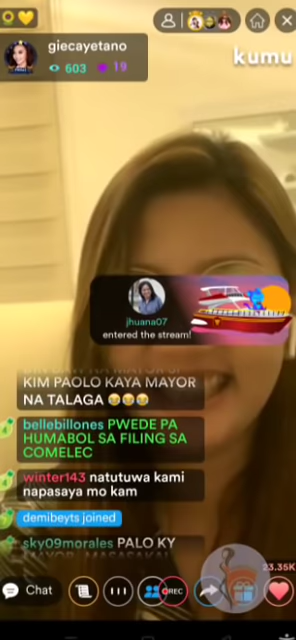 giecayetano
603 19
kumu
jhuana07
entered the stream!
KIM PAOLO KAYA MAYOR
NA TALAGA 😂😂😂
bellebillones PWEDE PA
HUMABOL SA FILING SA
COMELEC
winter143 natutuwa kami
napasaya mo kam
demibeyts joined
sky09morales PALO KY
MAYOR
Chat
REC
23.35K